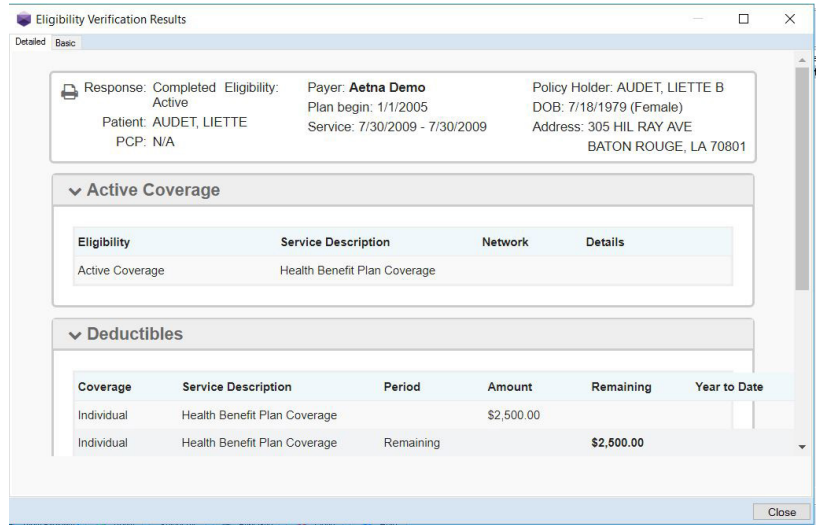 Eligibility Verification Results
Detailed Basic
Response: Completed Eligibility: Active
Patient: AUDET, LIETTE
PCP: N/A
Payer: Aetna Demo
Plan begin: 1/1/2005
Service: 7/30/2009 - 7/30/2009
Policy Holder: AUDET, LIETTE B
DOB: 7/18/1979 (Female)
Address: 305 HIL RAY AVE
BATON ROUGE, LA 70801
Active Coverage
Eligibility Service Description Network Details
Active Coverage Health Benefit Plan Coverage
Deductibles
Coverage Service Description Period Amount Remaining Year to Date
Individual Health Benefit Plan Coverage $2,500.00
Individual Health Benefit Plan Coverage Remaining $2,500.00
Close